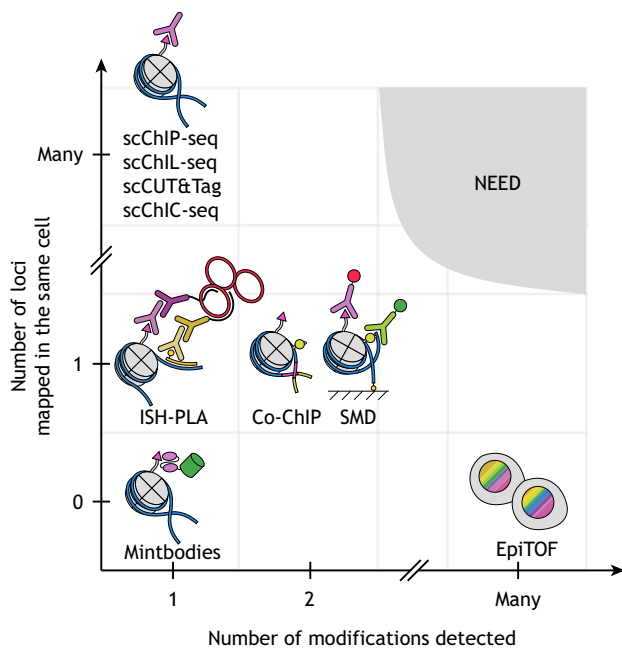 scChIP-seq
scChIL-seq
scCUT&Tag
scChIC-seq
NEED
Many
1
0
Number of loci
mapped in the same cell
ISH-PLA
Co-ChIP
SMD
Mintbodies
EpiTOF
1
2
Many
Number of modifications detected